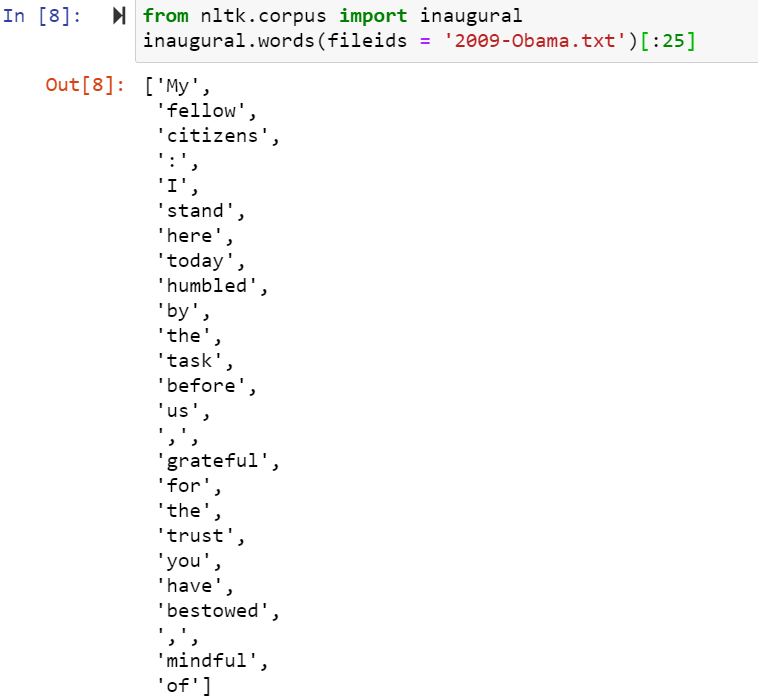 In [8]: from nltk.corpus import inaugural
inaugural.words(fileids = '2009-Obama.txt')[:25]
Out[8]: ['My',
'fellow',
'citizens',
':',
'I',
'stand',
'here',
'today',
'humbled',
'by',
'the',
'task',
'before',
'us',
',',
'grateful',
'for',
'the',
'trust',
'you',
'have',
'bestowed',
',',
'mindful',
'of']